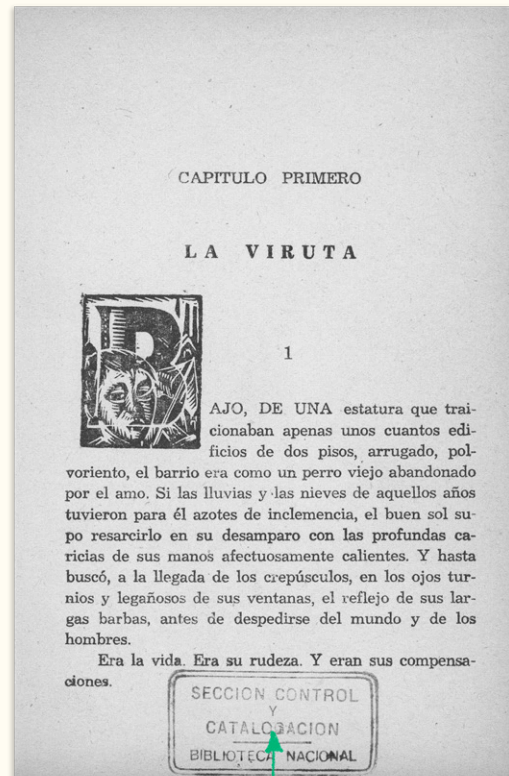 CAPITULO PRIMERO
LA VIRUTA
1
BAJO, DE UNA estatura que trai-
cionaban apenas unos cuantos edi-
ficios de dos pisos, arrugado, pol-
voriento, el barrio era como un perro viejo abandonado
por el amo. Si las lluvias y las nieves de aquellos años
tuvieron para él azotes de inclemencia, el buen sol su-
po resarcirlo en su desamparo con las profundas ca-
ricias de sus manos afectuosamente calientes. Y hasta
buscó, a la llegada de los crepúsculos, en los ojos tur-
nios y legañosos de sus ventanas, el reflejo de sus lar-
gas barbas, antes de despedirse del mundo y de los
hombres.
Era la vida. Era su rudeza. Y eran sus compensa-
ciones.
SECCION CONTROL
Y
CATALOGACION
BIBLIOTECA NACIONAL